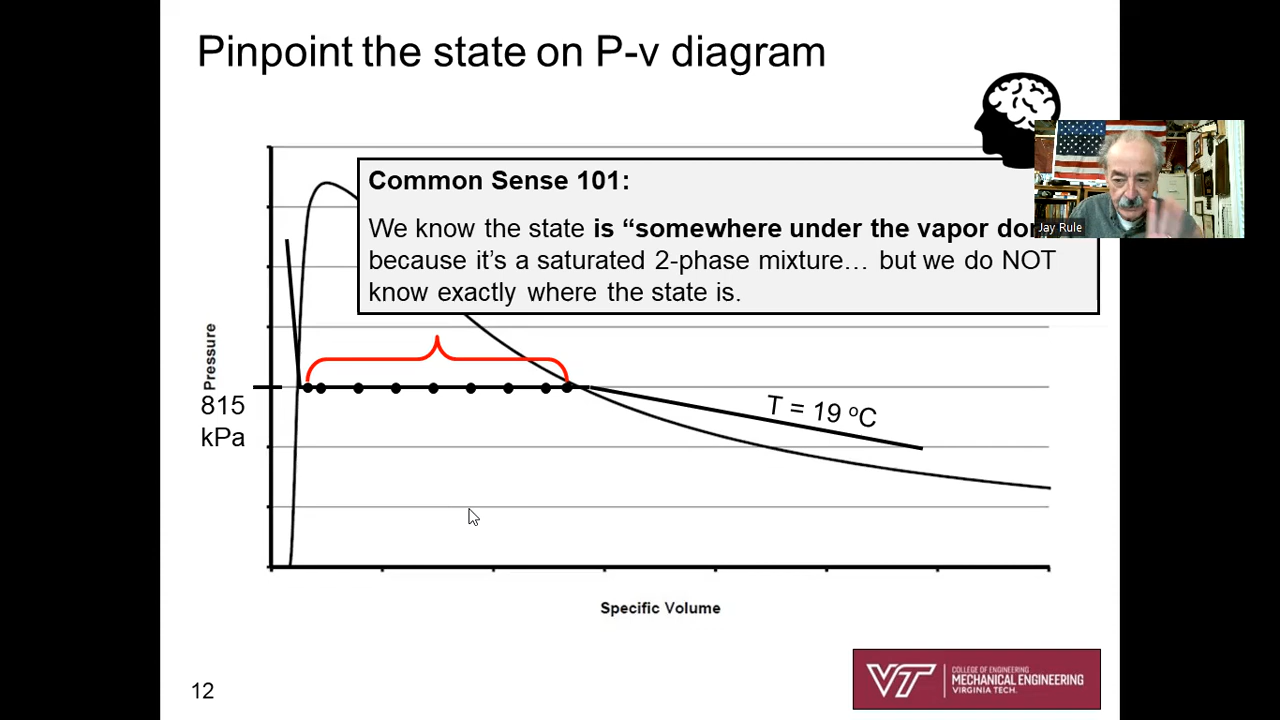 Pinpoint the state on P-v diagram
Common Sense 101:
We know the state is “somewhere under the vapor
because it’s a saturated 2-phase mixture… but we do NOT
know exactly where the state is.
Jay Rule
Pressure
815
kPa
T = 19 ºC
Specific Volume
12
VT
COLLEGE OF ENGINEERING
MECHANICAL ENGINEERING
VIRGINIA TECH.